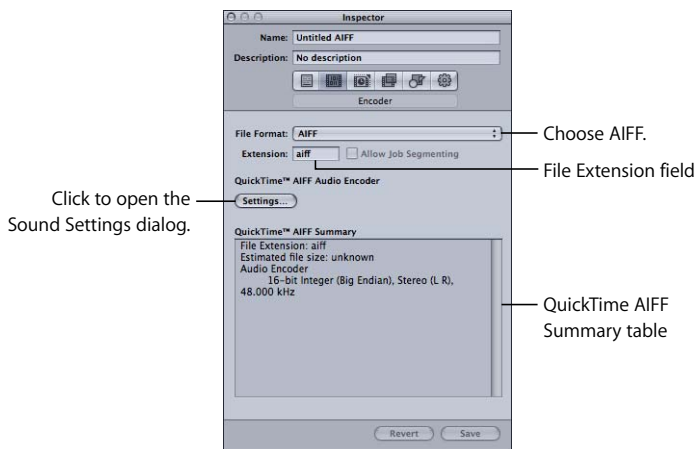 Inspector
Name: Untitled AIFF
Description: No description
Encoder
File Format: AIFF
Choose AIFF.
Extension: aiff Allow Job Segmenting
File Extension field
QuickTime™ AIFF Audio Encoder
Click to open the
Sound Settings dialog.
Settings...
QuickTime™ AIFF Summary
File Extension: aiff
Estimated file size: unknown
Audio Encoder
16-bit Integer (Big Endian), Stereo (L R),
48.000 kHz
QuickTime AIFF
Summary table
Revert Save